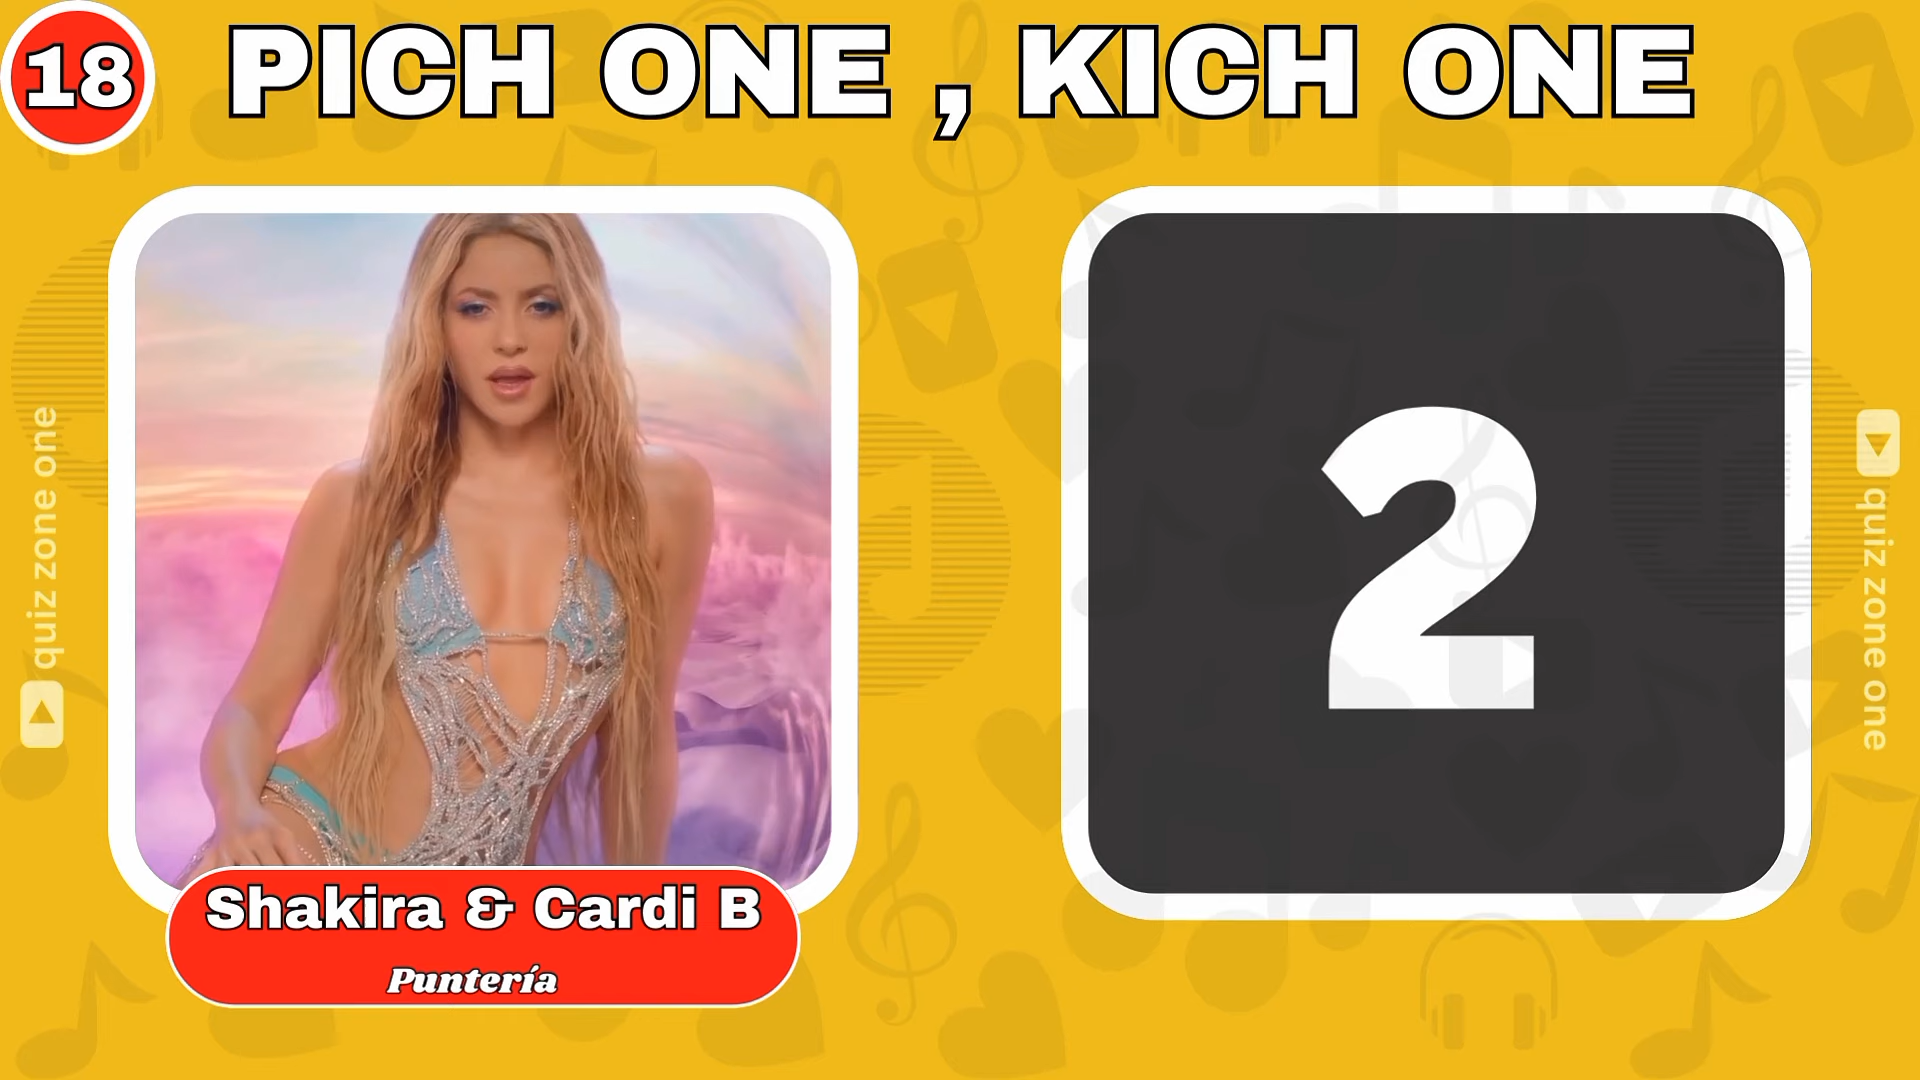 18
PICH ONE , KICH ONE
quiz zone one
2
quiz zone one
Shakira & Cardi B
Puntería